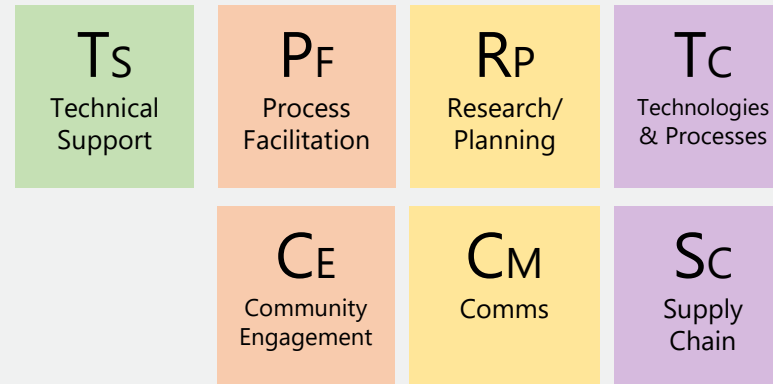 Ts
Technical
Support
PF
Process
Facilitation
RP
Research/
Planning
Tc
Technologies
& Processes
CE
Community
Engagement
CM
Comms
Sc
Supply
Chain